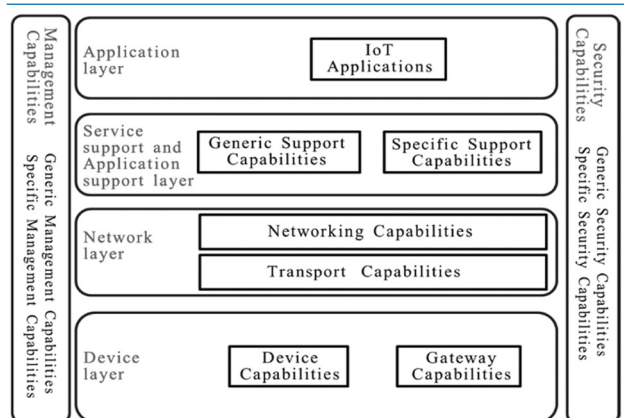 Management
Capabilities
Generic Management Capabilities
Specific Management Capabilities
Application
layer
IoT
Applications
Service
support and
Application
support layer
Generic Support
Capabilities
Specific Support
Capabilities
Network
layer
Networking Capabilities
Transport Capabilities
Device
layer
Device
Capabilities
Gateway
Capabilities
Security
Capabilities
Generic Security Capabilities
Specific Security Capabilities